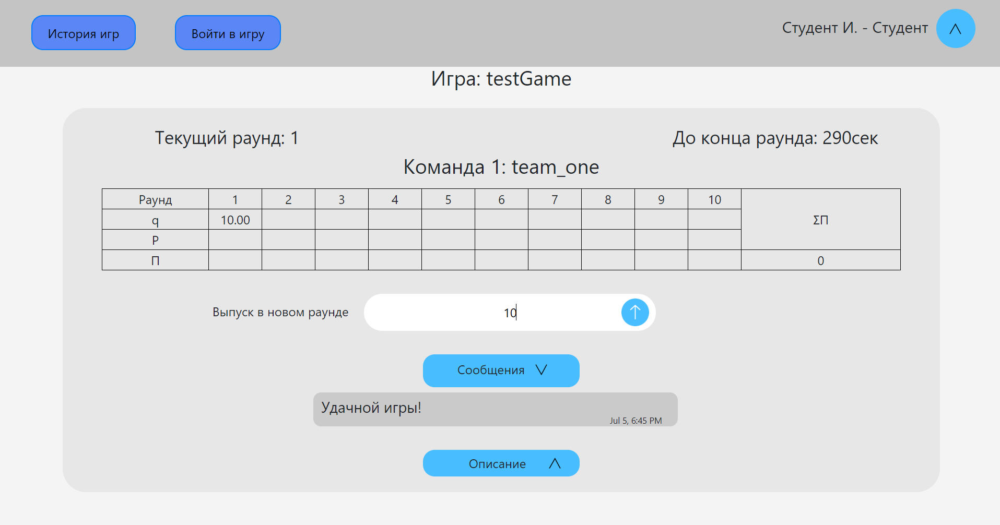 История игр Войти в игру Студент И. - Студент
Игра: testGame
Текущий раунд: 1 До конца раунда: 290сек
Команда 1: team_one
Раунд 1 2 3 4 5 6 7 8 9 10 ΣП
q 10.00
P
П 0
Выпуск в новом раунде 10
Сообщения
Удачной игры!
Jul 5, 6:45 PM
Описание